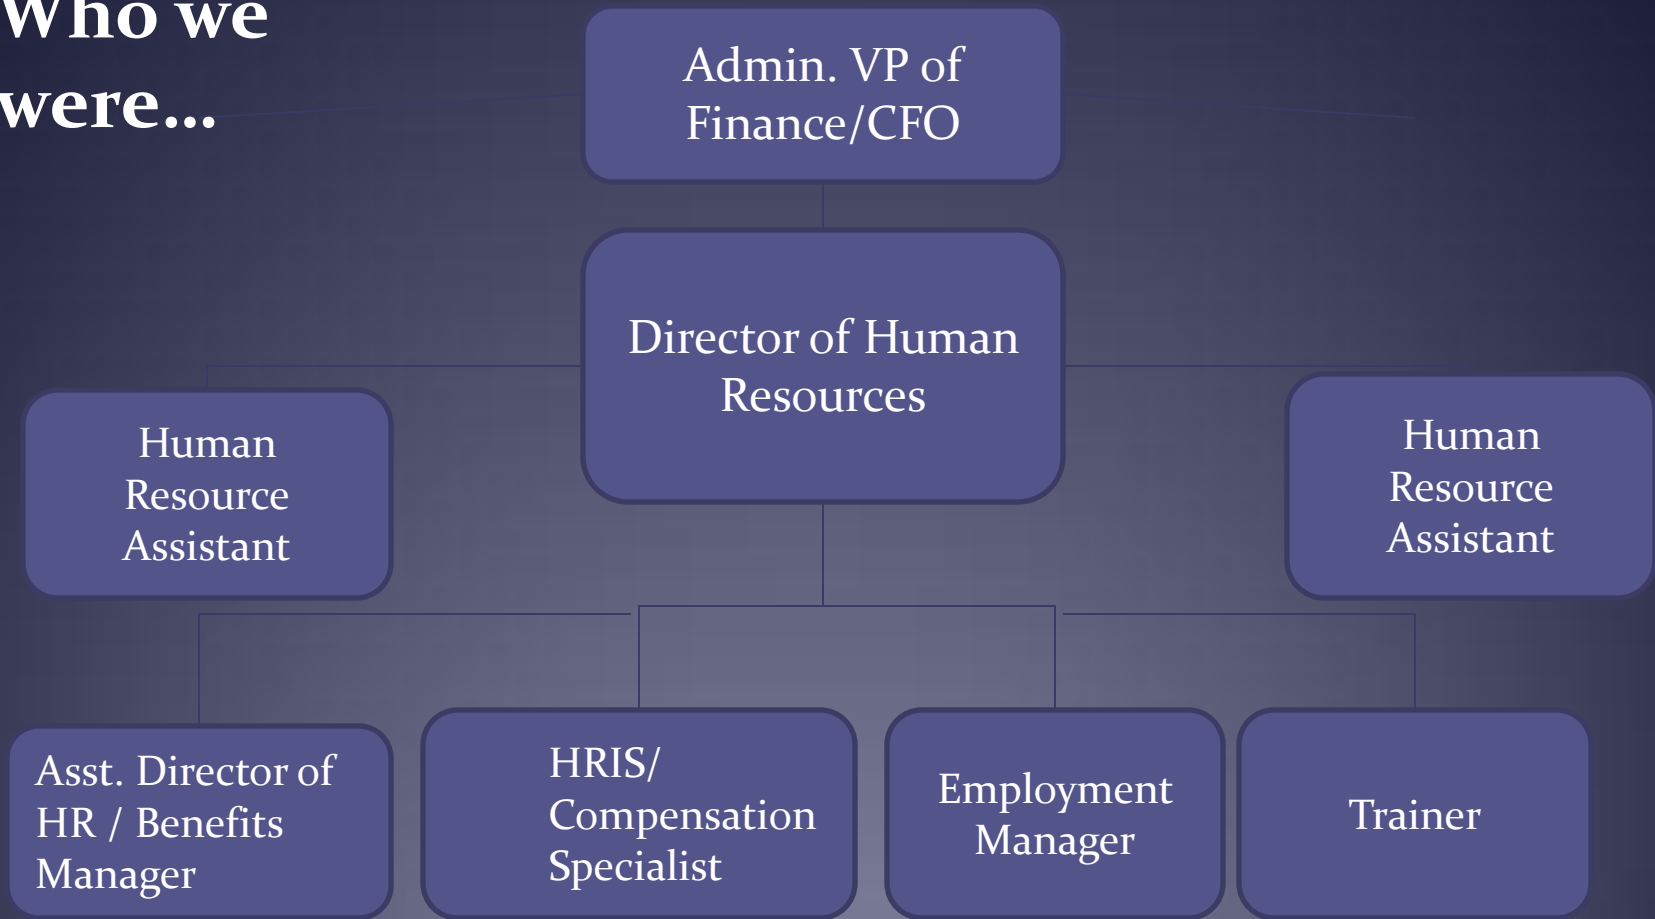 Who we
were...
Admin. VP of
Finance/CFO
Director of Human
Resources
Human
Resource
Assistant
Human
Resource
Assistant
Asst. Director of
HR / Benefits
Manager
HRIS/
Compensation
Specialist
Employment
Manager
Trainer